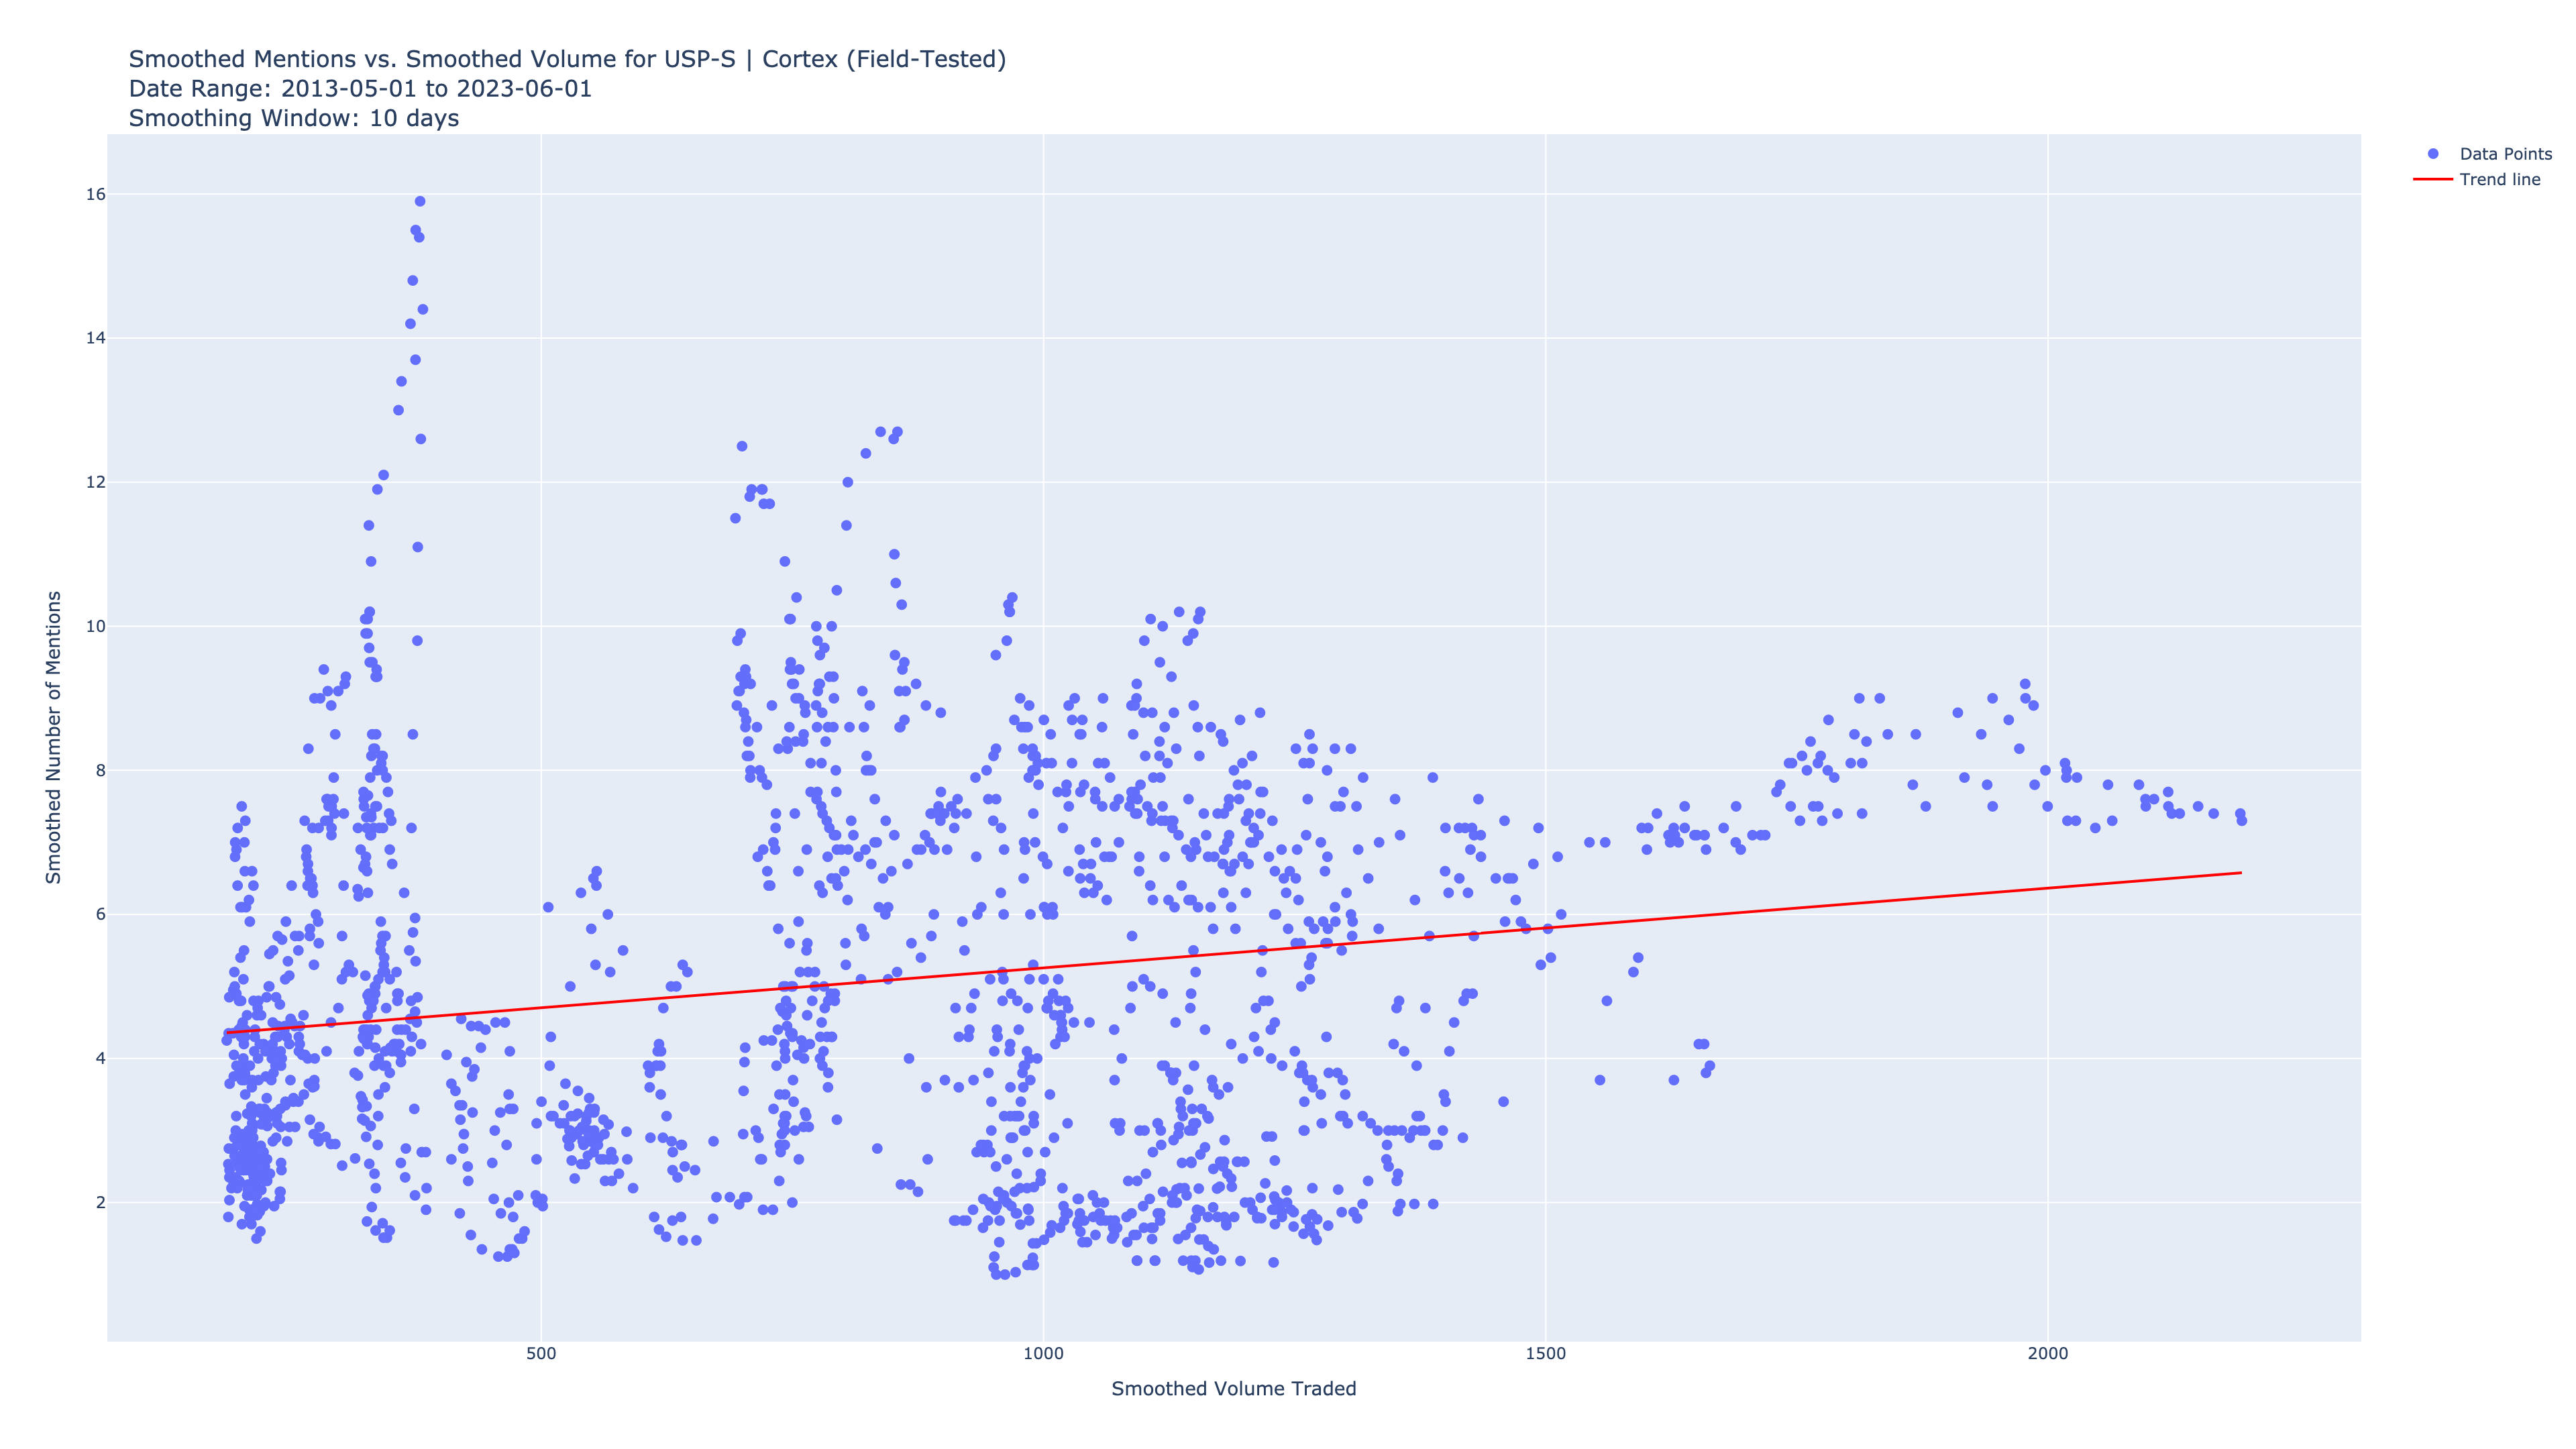 Smoothed Mentions vs. Smoothed Volume for USP-S | Cortex (Field-Tested)
Date Range: 2013-05-01 to 2023-06-01
Smoothing Window: 10 days
Data Points
Trend line
16
14
12
10
8
6
4
2
Smoothed Number of Mentions
500
1000
1500
2000
Smoothed Volume Traded